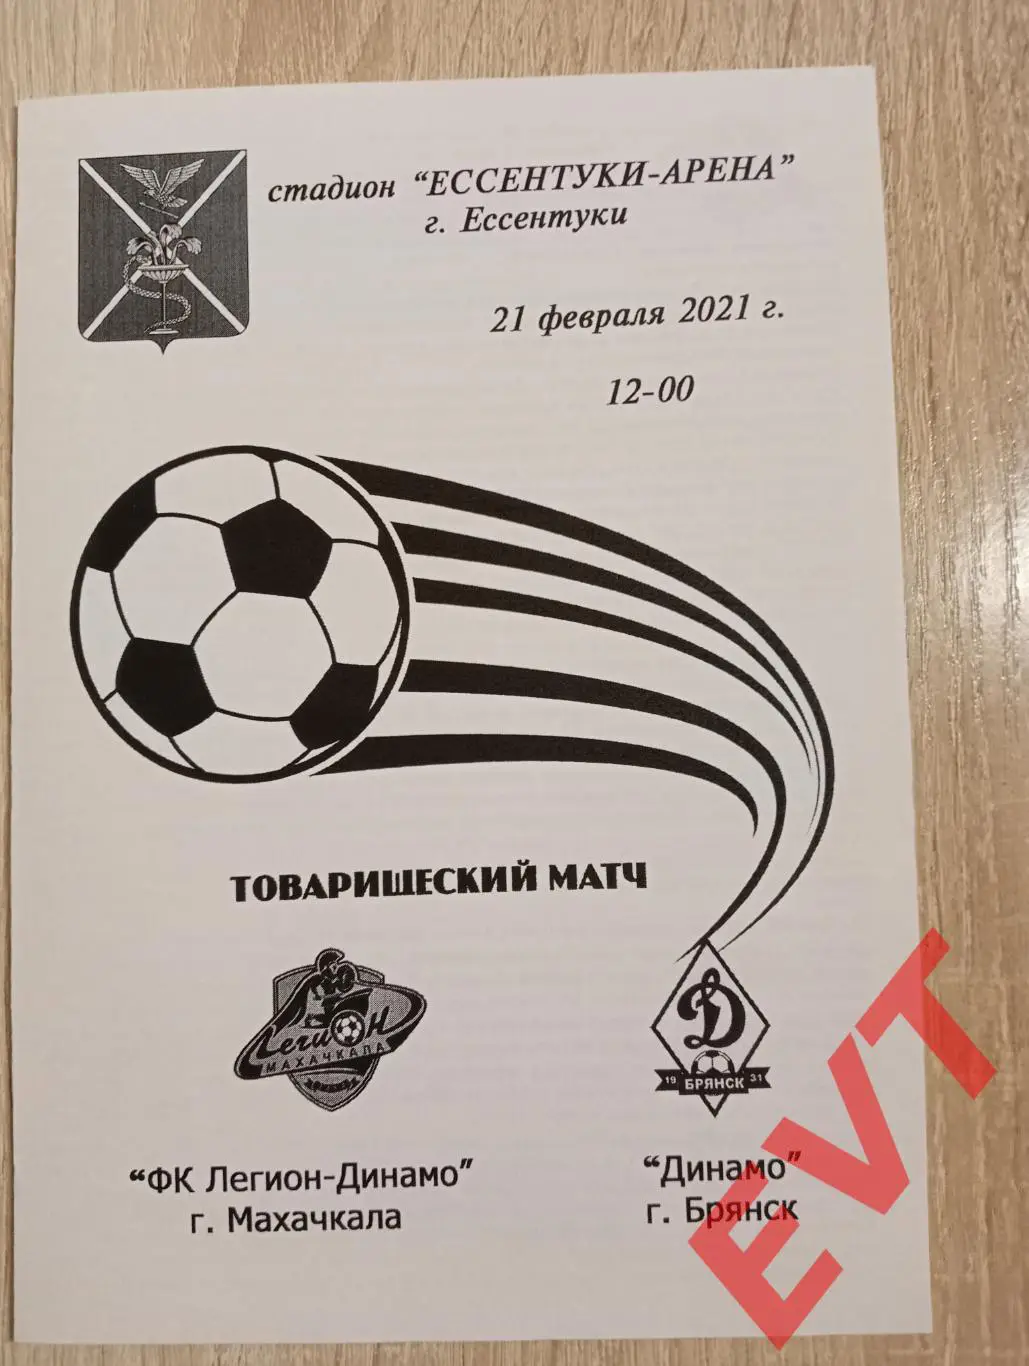 стадион “ЕССЕНТУКИ-АРЕНА”
г. Ессентуки
21 февраля 2021 г.
12-00
ТОВАРИЩЕСКИЙ МАТЧ
Легион
МАХАЧКАЛА
Д
19 БРЯНСК 31
“ФК Легион-Динамо”
г. Махачкала
“Динамо”
г. Брянск
EVT